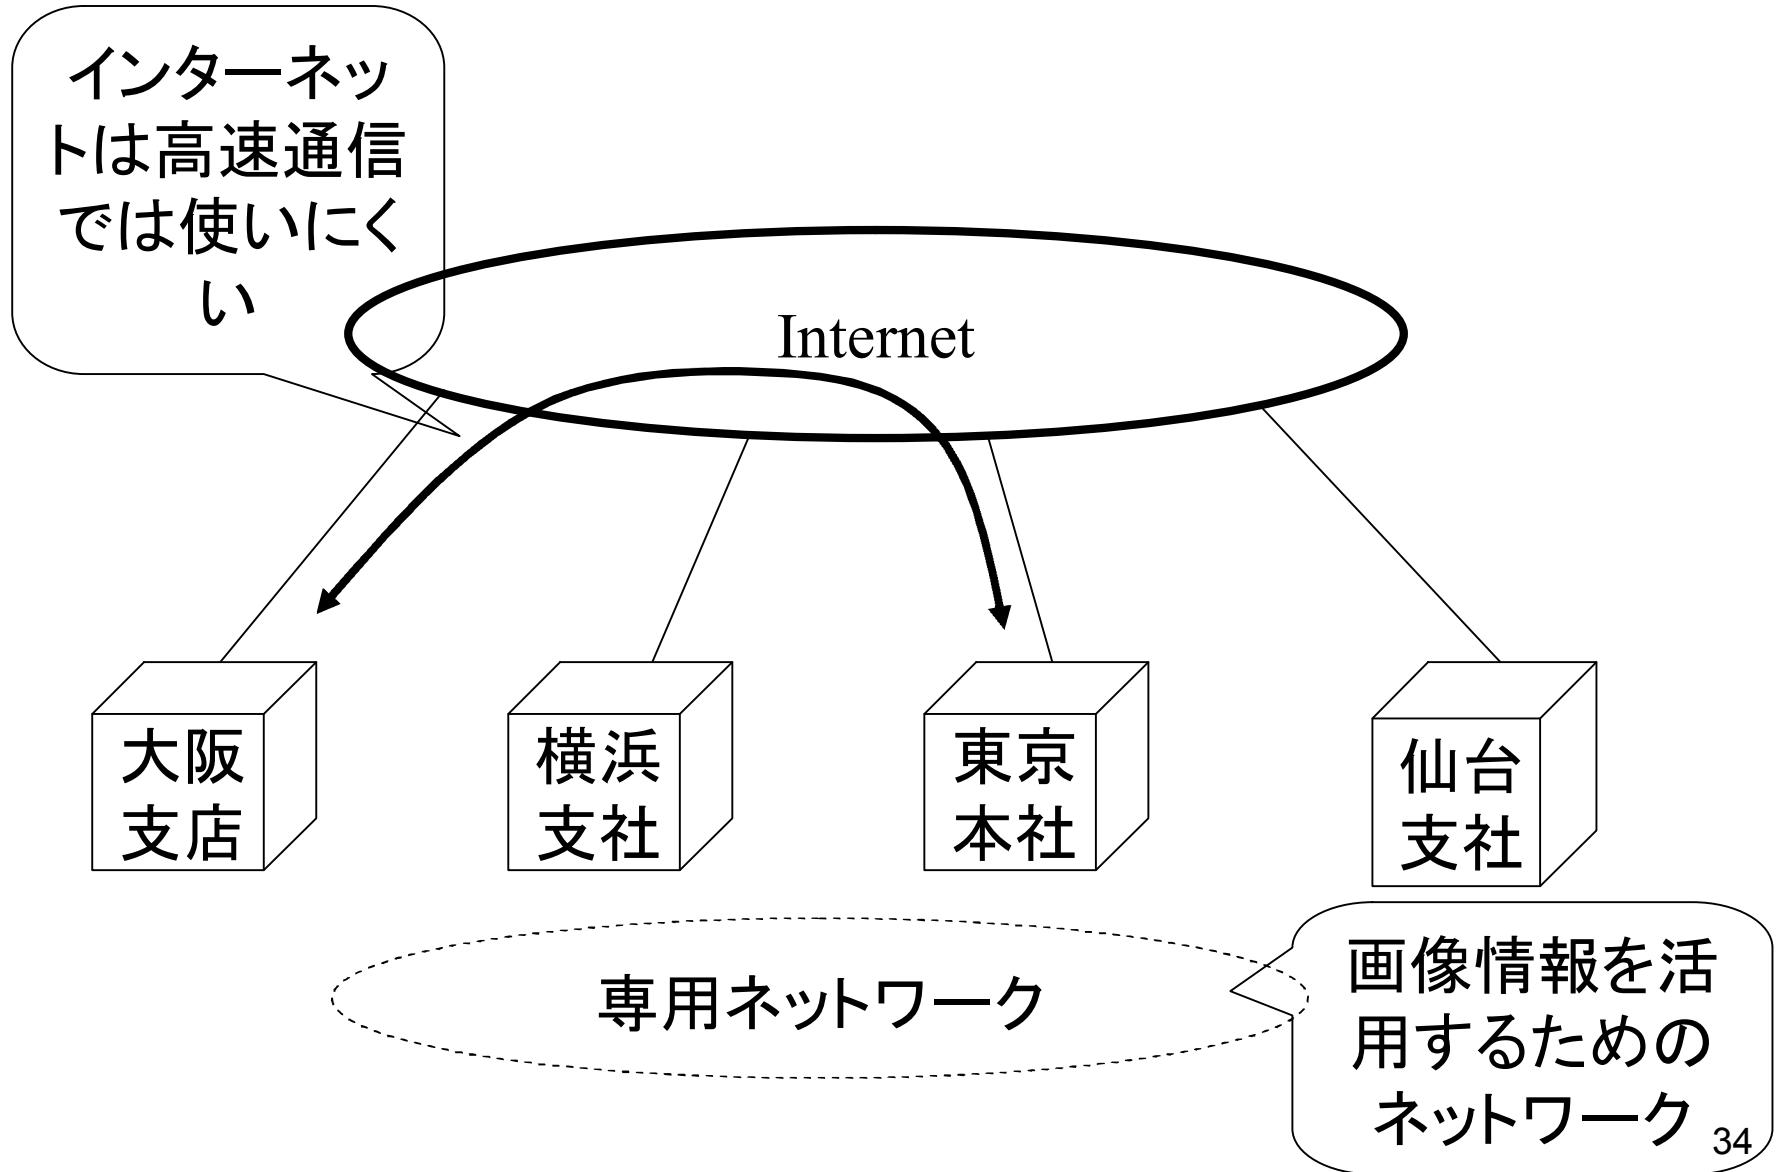 インターネッ
トは高速通信
では使いにく
い
Internet
大阪
支店
横浜
支社
東京
本社
仙台
支社
専用ネットワーク
画像情報を活
用するための
ネットワーク
34